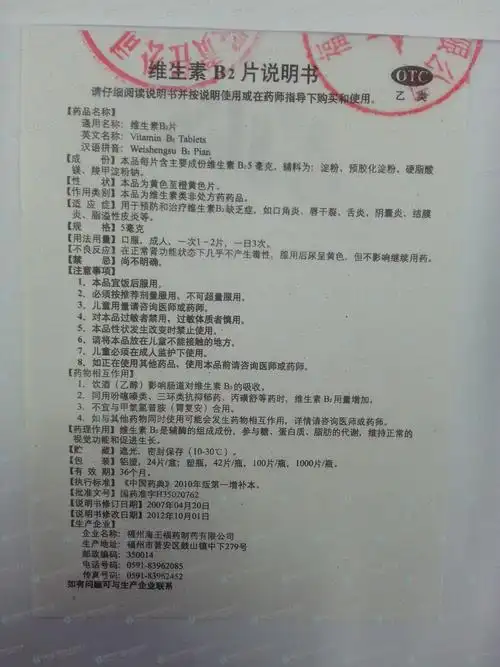 维生素 B2 片说明书
OTC
乙 类
请仔细阅读说明书并按说明使用或在药师指导下购买和使用。
【药品名称】
通用名称：维生素B₂片
英文名称：Vitamin B₂ Tablets
汉语拼音：Weishengsu B₂ Pian
【成 份】本品每片含主要成份维生素 B₂5 毫克。辅料为：淀粉、预胶化淀粉、硬脂酸
镁、羧甲淀粉钠。
【性 状】本品为黄色至橙黄色片。
【作用类别】本品为维生素类非处方药药品。
【适 应 症】用于预防和治疗维生素B₂缺乏症，如口角炎、唇干裂、舌炎、阴囊炎、结膜
炎、脂溢性皮炎等。
【规 格】5毫克
【用法用量】口服，成人，一次1-2片，一日3次。
【不良反应】在正常肾功能状态下几乎不产生毒性，服用后尿呈黄色，但不影响继续用药。
【禁 忌】尚不明确。
【注意事项】
1．本品宜饭后服用。
2．必须按推荐剂量服用，不可超量服用。
3．儿童用量请咨询医师或药师。
4．对本品过敏者禁用，过敏体质者慎用。
5．本品性状发生改变时禁止使用。
6．请将本品放在儿童不能接触的地方。
7．儿童必须在成人监护下使用。
8．如正在使用其他药品，使用本品前请咨询医师或药师。
【药物相互作用】
1．饮酒（乙醇）影响肠道对维生素 B₂的吸收。
2．同用吩噻嗪类、三环类抗抑郁药、丙磺舒等药时，维生素 B₂用量增加。
3．不宜与甲氧氯普胺（胃复安）合用。
4．如与其他药物同时使用可能会发生药物相互作用，详情请咨询医师或药师。
【药理作用】维生素 B₂是辅酶的组成成份，参与糖、蛋白质、脂肪的代谢，维持正常的
视觉功能和促进生长。
【贮 藏】遮光，密封保存（10-30℃）。
【包 装】铝塑，24片/盒；塑瓶，42片/瓶，100片/瓶，1000片/瓶。
【有 效 期】36个月。
【执行标准】《中国药典》2010年版第一增补本。
【批准文号】国药准字H35020762
【说明书修订日期】2007年04月20日
【说明书修改日期】2012年10月01日
【生产企业】
企业名称：福州海王福药制药有限公司
生产地址：福州市晋安区鼓山镇中下279号
邮政编码：350014
电话号码：0591-83962085
传真号码：0591-83962452
如有问题可与生产企业联系